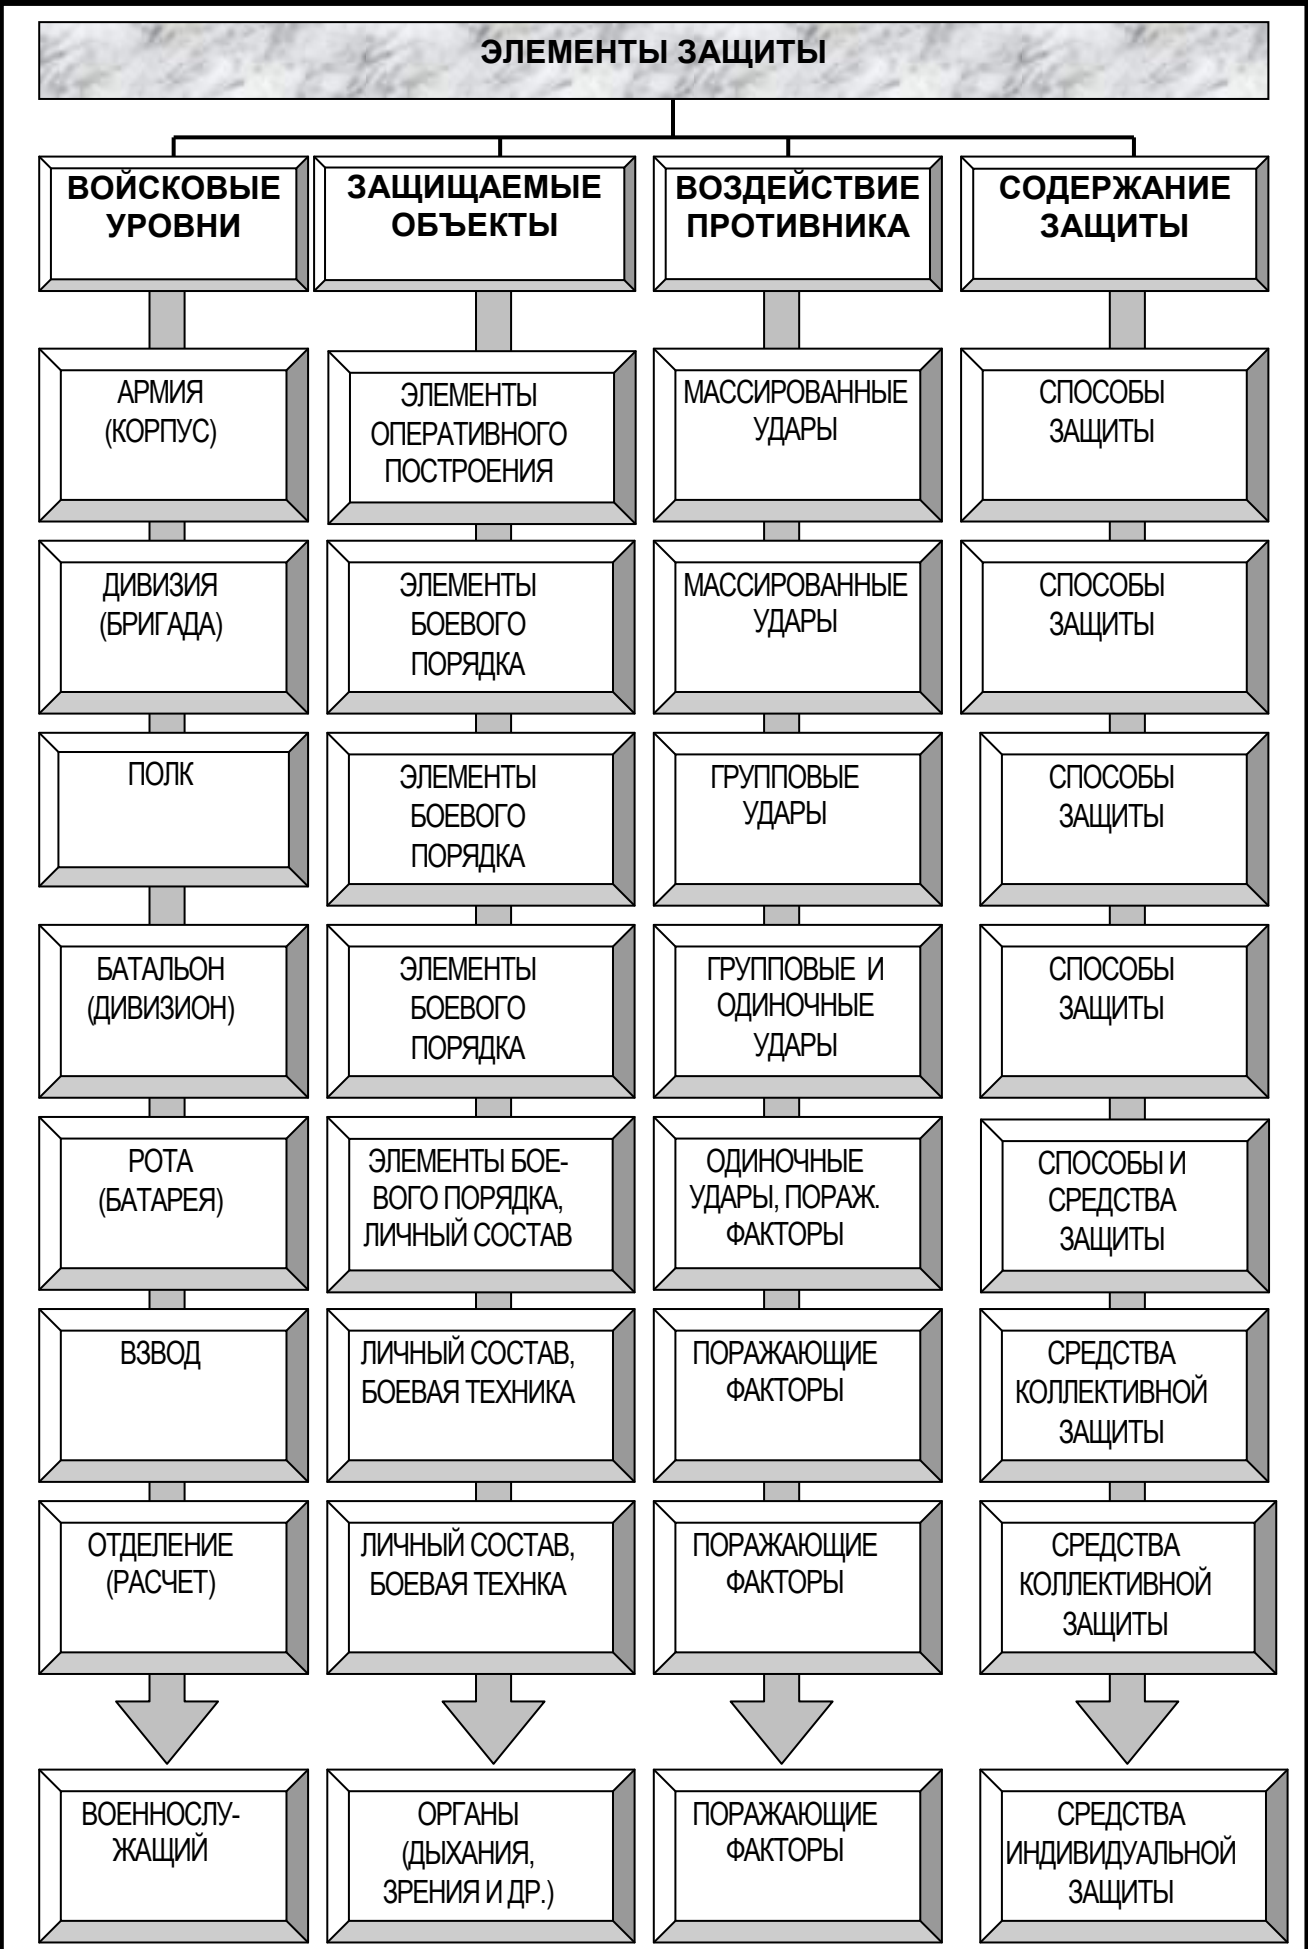 ЭЛЕМЕНТЫ ЗАЩИТЫ
ВОЙСКОВЫЕ
УРОВНИ
ЗАЩИЩАЕМЫЕ
ОБЪЕКТЫ
ВОЗДЕЙСТВИЕ
ПРОТИВНИКА
СОДЕРЖАНИЕ
ЗАЩИТЫ
АРМИЯ
(КОРПУС)
ЭЛЕМЕНТЫ
ОПЕРАТИВНОГО
ПОСТРОЕНИЯ
МАССИРОВАННЫЕ
УДАРЫ
СПОСОБЫ
ЗАЩИТЫ
ДИВИЗИЯ
(БРИГАДА)
ЭЛЕМЕНТЫ
БОЕВОГО
ПОРЯДКА
МАССИРОВАННЫЕ
УДАРЫ
СПОСОБЫ
ЗАЩИТЫ
ПОЛК
ЭЛЕМЕНТЫ
БОЕВОГО
ПОРЯДКА
ГРУППОВЫЕ
УДАРЫ
СПОСОБЫ
ЗАЩИТЫ
БАТАЛЬОН
(ДИВИЗИОН)
ЭЛЕМЕНТЫ
БОЕВОГО
ПОРЯДКА
ГРУППОВЫЕ И
ОДИНОЧНЫЕ
УДАРЫ
СПОСОБЫ
ЗАЩИТЫ
РОТА
(БАТАРЕЯ)
ЭЛЕМЕНТЫ БОЕ-
ВОГО ПОРЯДКА,
ЛИЧНЫЙ СОСТАВ
ОДИНОЧНЫЕ
УДАРЫ, ПОРАЖ.
ФАКТОРЫ
СПОСОБЫ И
СРЕДСТВА
ЗАЩИТЫ
ВЗВОД
ЛИЧНЫЙ СОСТАВ,
БОЕВАЯ ТЕХНИКА
ПОРАЖАЮЩИЕ
ФАКТОРЫ
СРЕДСТВА
КОЛЛЕКТИВНОЙ
ЗАЩИТЫ
ОТДЕЛЕНИЕ
(РАСЧЕТ)
ЛИЧНЫЙ СОСТАВ,
БОЕВАЯ ТЕХНКА
ПОРАЖАЮЩИЕ
ФАКТОРЫ
СРЕДСТВА
КОЛЛЕКТИВНОЙ
ЗАЩИТЫ
ВОЕННОСЛУ-
ЖАЩИЙ
ОРГАНЫ
(ДЫХАНИЯ,
ЗРЕНИЯ И ДР.)
ПОРАЖАЮЩИЕ
ФАКТОРЫ
СРЕДСТВА
ИНДИВИДУАЛЬНОЙ
ЗАЩИТЫ